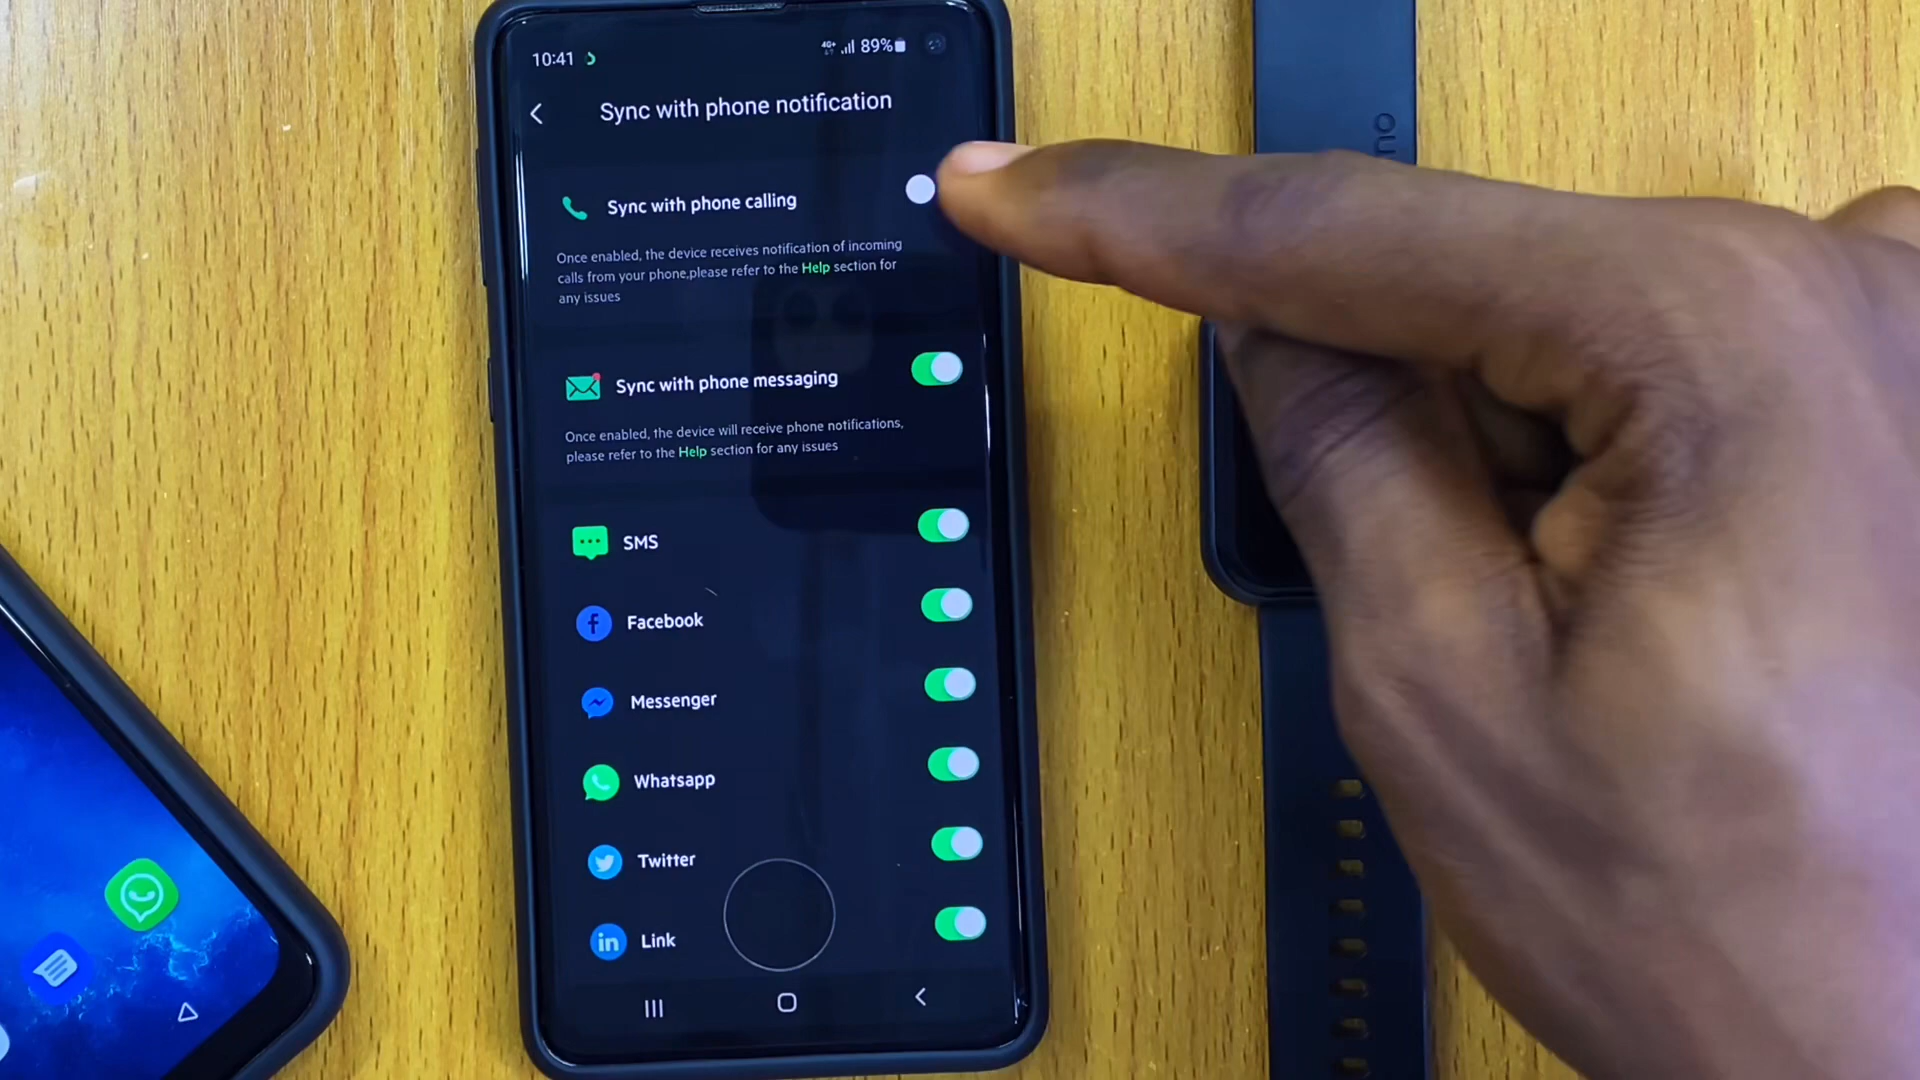 10:41
4G+ 89%
Sync with phone notification
Sync with phone calling
Once enabled, the device receives notification of incoming
calls from your phone,please refer to the Help section for
any issues
Sync with phone messaging
Once enabled, the device will receive phone notifications,
please refer to the Help section for any issues
SMS
Facebook
Messenger
Whatsapp
Twitter
in Link